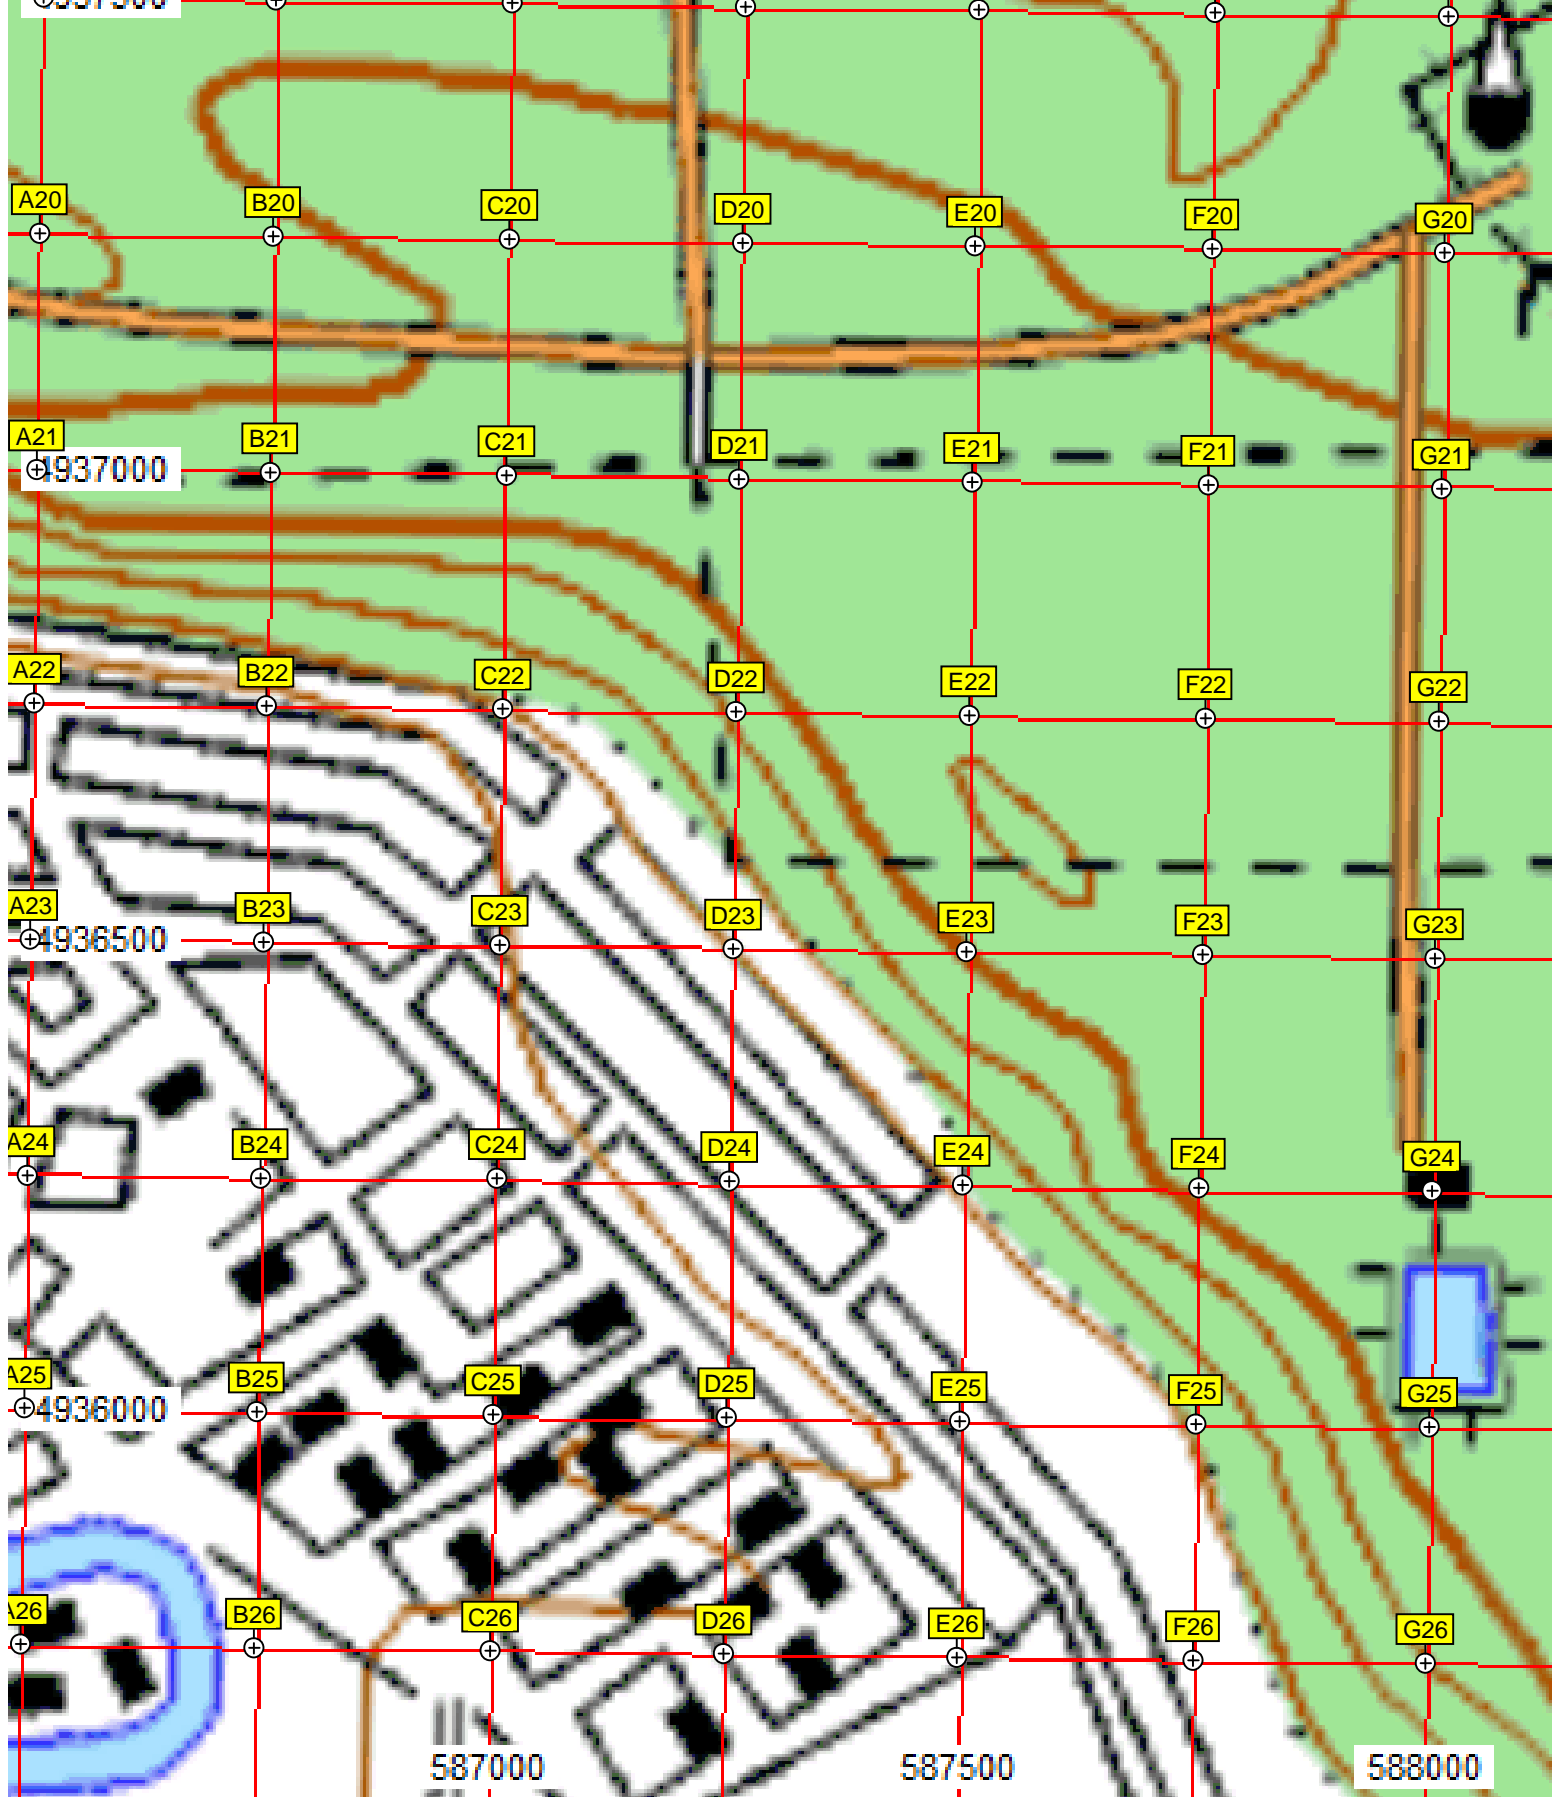 A20 B20 C20 D20 E20 F20 G20
A21 B21 C21 D21 E21 F21 G21
4937000
A22 B22 C22 D22 E22 F22 G22
A23 B23 C23 D23 E23 F23 G23
4936500
A24 B24 C24 D24 E24 F24 G24
A25 B25 C25 D25 E25 F25 G25
4936000
A26 B26 C26 D26 E26 F26 G26
587000 587500 588000